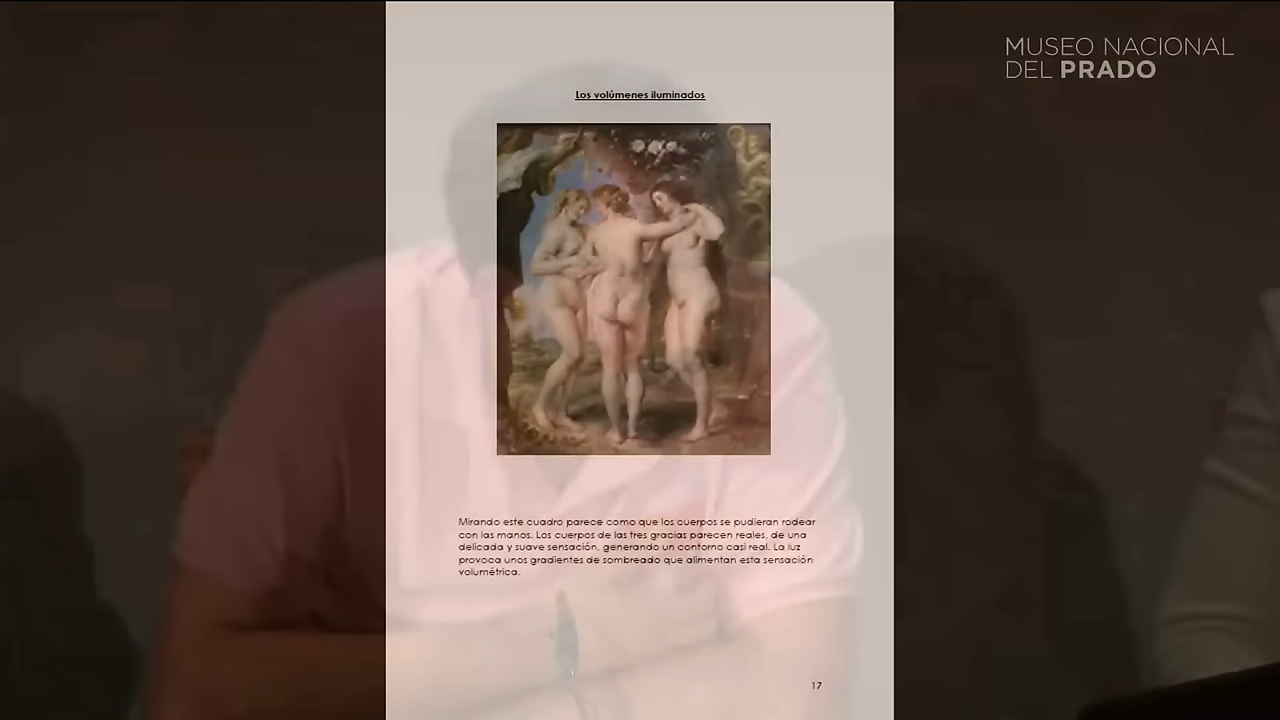 MUSEO NACIONAL
DEL PRADO
Los volúmenes iluminados
Mirando este cuadro parece como que los cuerpos se pudieran rodear
con las manos. Los cuerpos de las tres gracias parecen reales, de una
delicada y suave sensación, generando un contorno casi real. La luz
provoca unos gradientes de sombreado que alimentan esta sensación
volumétrica.
17